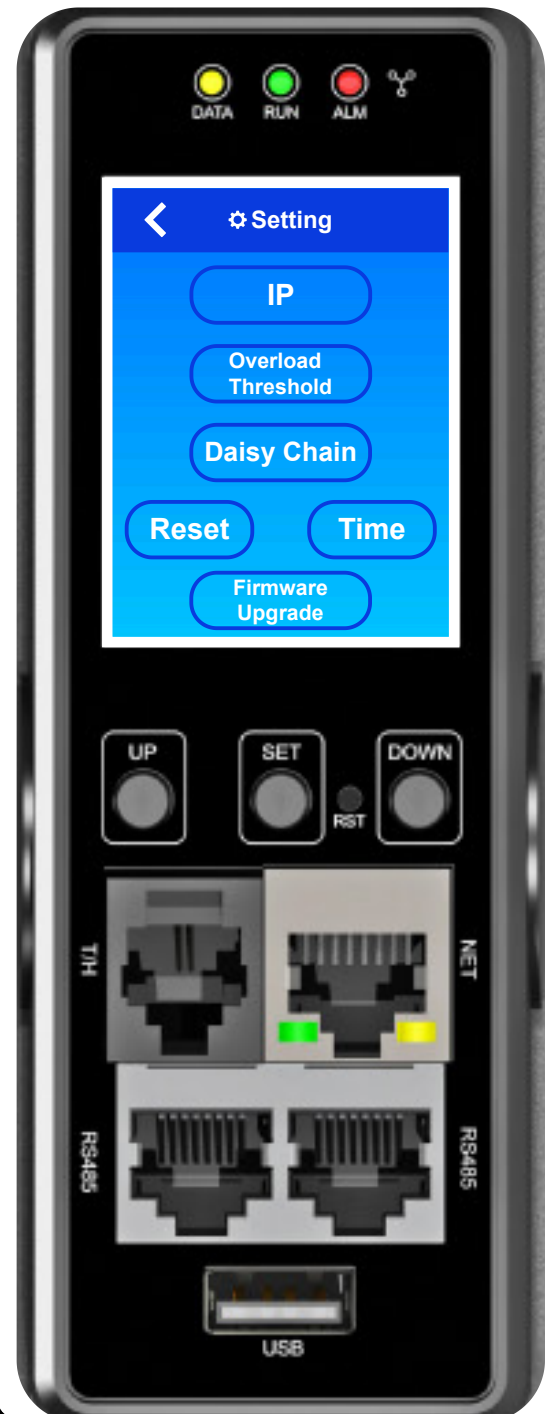 DATA RUN ALM
Setting
IP
Overload
Threshold
Daisy Chain
Reset Time
Firmware
Upgrade
UP SET DOWN
RST
T/H NET
RS485 RS485
USB